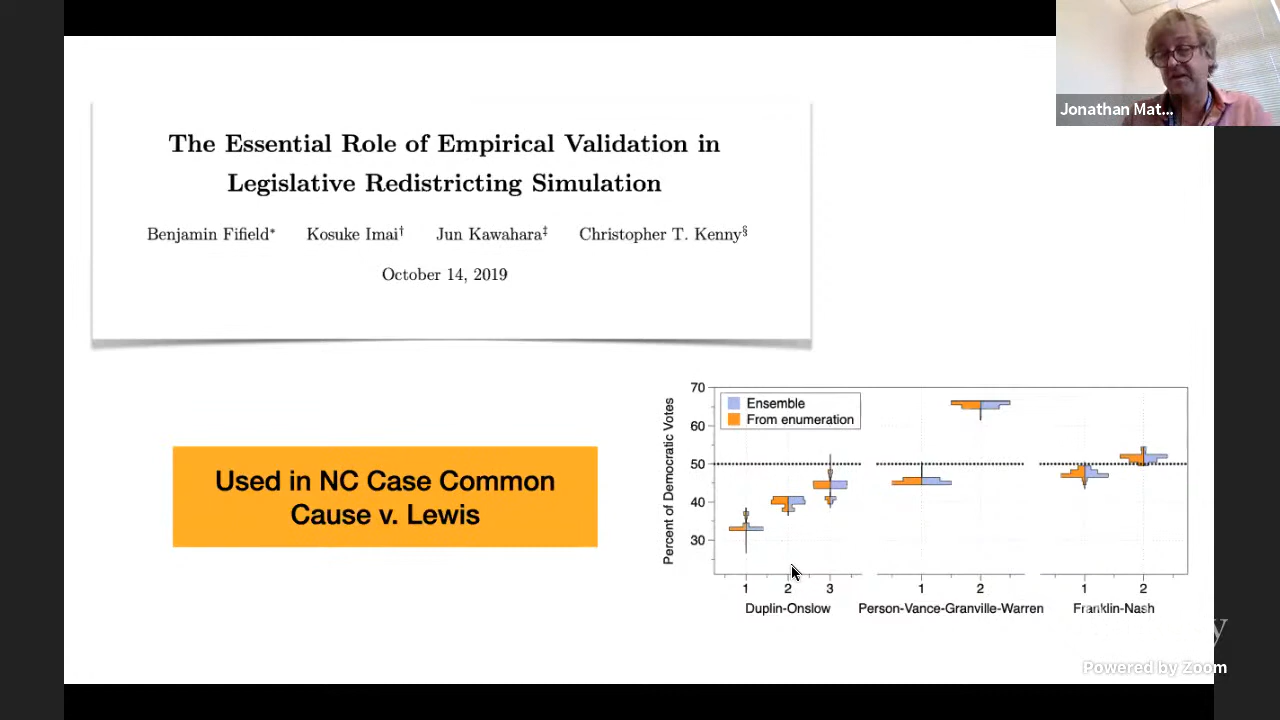 Jonathan Mat...
The Essential Role of Empirical Validation in
Legislative Redistricting Simulation
Benjamin Fifield* Kosuke Imai† Jun Kawahara‡ Christopher T. Kenny§
October 14, 2019
Used in NC Case Common
Cause v. Lewis
Percent of Democratic Votes
70
60
50
40
30
Ensemble
From enumeration
1 2 3 1 2 1 2
Duplin-Onslow Person-Vance-Granville-Warren Franklin-Nash
y
Powered by Zoom